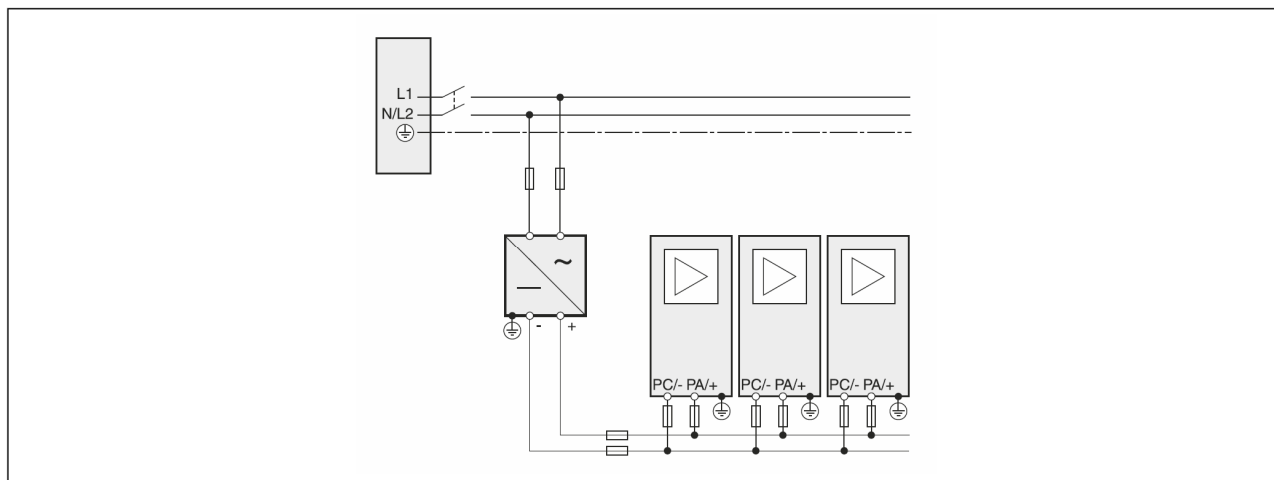 L1
N/L2
~
- +
PC/- PA/+ PC/- PA/+ PC/- PA/+